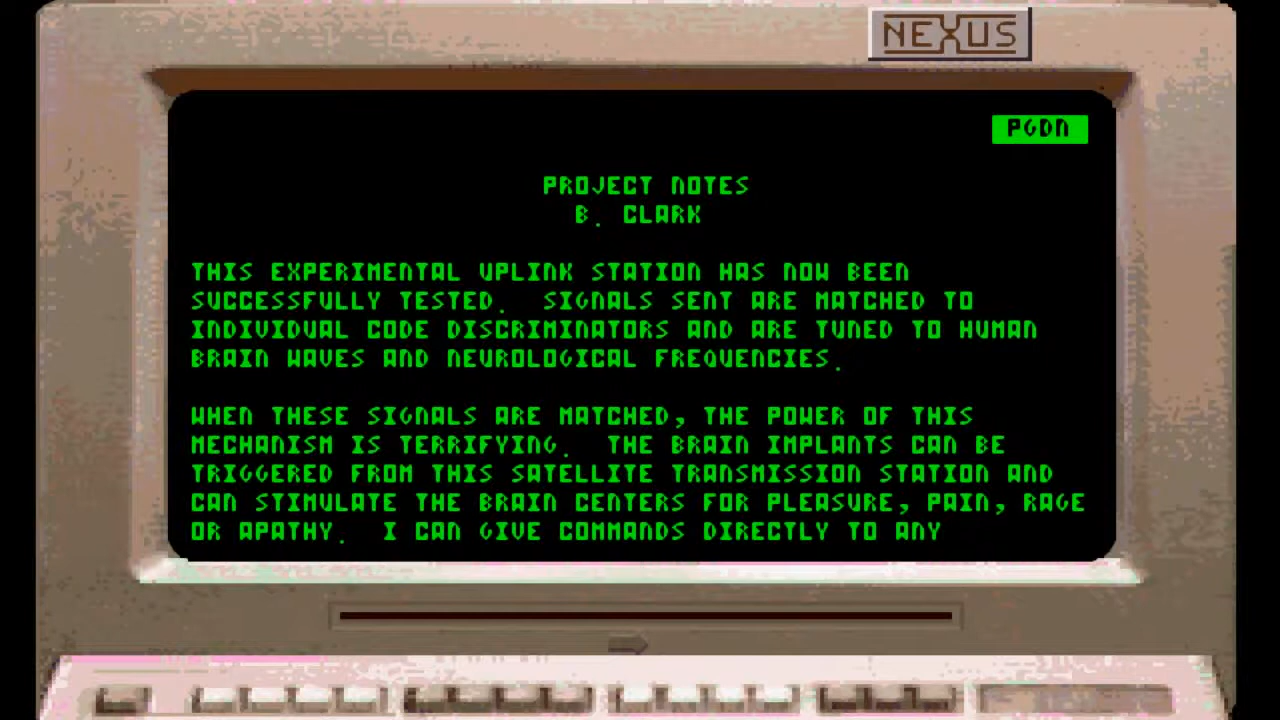 NEXUS
PGDN
PROJECT NOTES
B. CLARK
THIS EXPERIMENTAL UPLINK STATION HAS NOW BEEN
SUCCESSFULLY TESTED.  SIGNALS SENT ARE MATCHED TO
INDIVIDUAL CODE DISCRIMINATORS AND ARE TUNED TO HUMAN
BRAIN WAVES AND NEUROLOGICAL FREQUENCIES.
WHEN THESE SIGNALS ARE MATCHED, THE POWER OF THIS
MECHANISM IS TERRIFYING.  THE BRAIN IMPLANTS CAN BE
TRIGGERED FROM THIS SATELLITE TRANSMISSION STATION AND
CAN STIMULATE THE BRAIN CENTERS FOR PLEASURE, PAIN, RAGE
OR APATHY.  I CAN GIVE COMMANDS DIRECTLY TO ANY